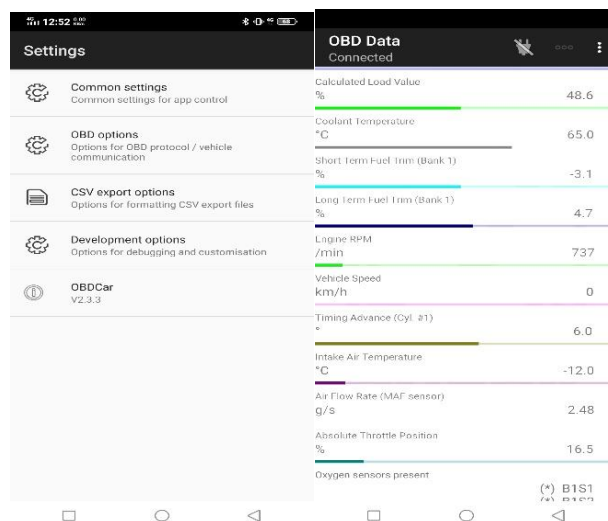 12:52
Settings
Common settings
Common settings for app control
OBD options
Options for OBD protocol / vehicle
communication
CSV export options
Options for formatting CSV export files
Development options
Options for debugging and customisation
OBDCar
V2.3.3
OBD Data
Connected
Calculated Load Value
% 48.6
Coolant Temperature
°C 65.0
Short Term Fuel Trim (Bank 1)
% -3.1
Long Term Fuel Trim (Bank 1)
% 4.7
Engine RPM
/min 737
Vehicle Speed
km/h 0
Timing Advance (Cyl. #1)
° 6.0
Intake Air Temperature
°C -12.0
Air Flow Rate (MAF sensor)
g/s 2.48
Absolute Throttle Position
% 16.5
Oxygen sensors present
(*) B1S1
(*) B1S2